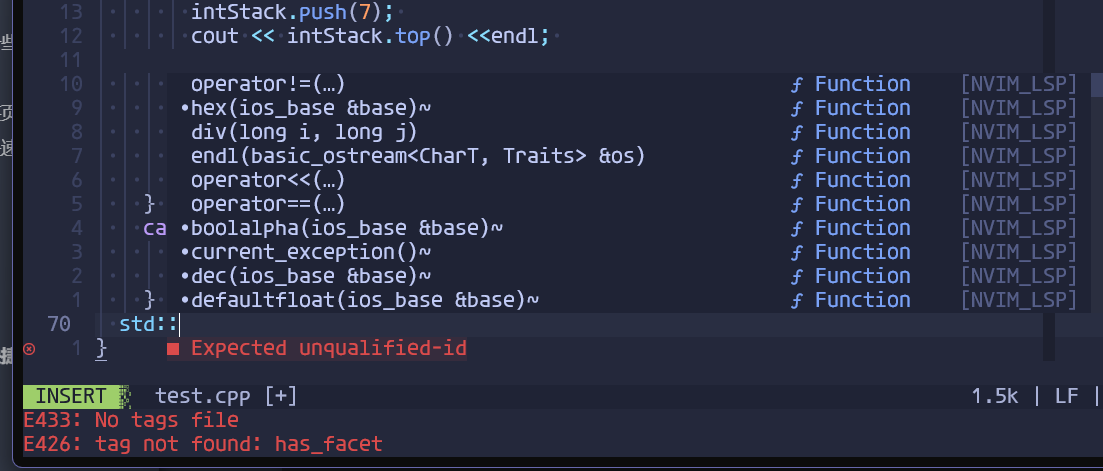 些
页
速
捷
13 intStack.push(7);
12 cout << intStack.top() <<endl;
11
10 operator!=(…) ƒ Function [NVIM_LSP]
9 •hex(ios_base &base)~ ƒ Function [NVIM_LSP]
8 div(long i, long j) ƒ Function [NVIM_LSP]
7 endl(basic_ostream<CharT, Traits> &os) ƒ Function [NVIM_LSP]
6 operator<<(…) ƒ Function [NVIM_LSP]
5 } operator==(…) ƒ Function [NVIM_LSP]
4 ca •boolalpha(ios_base &base)~ ƒ Function [NVIM_LSP]
3 •current_exception()~ ƒ Function [NVIM_LSP]
2 •dec(ios_base &base)~ ƒ Function [NVIM_LSP]
1 } •defaultfloat(ios_base &base)~ ƒ Function [NVIM_LSP]
70 std::
1 } ■ Expected unqualified-id
INSERT test.cpp [+] 1.5k | LF |
E433: No tags file
E426: tag not found: has_facet